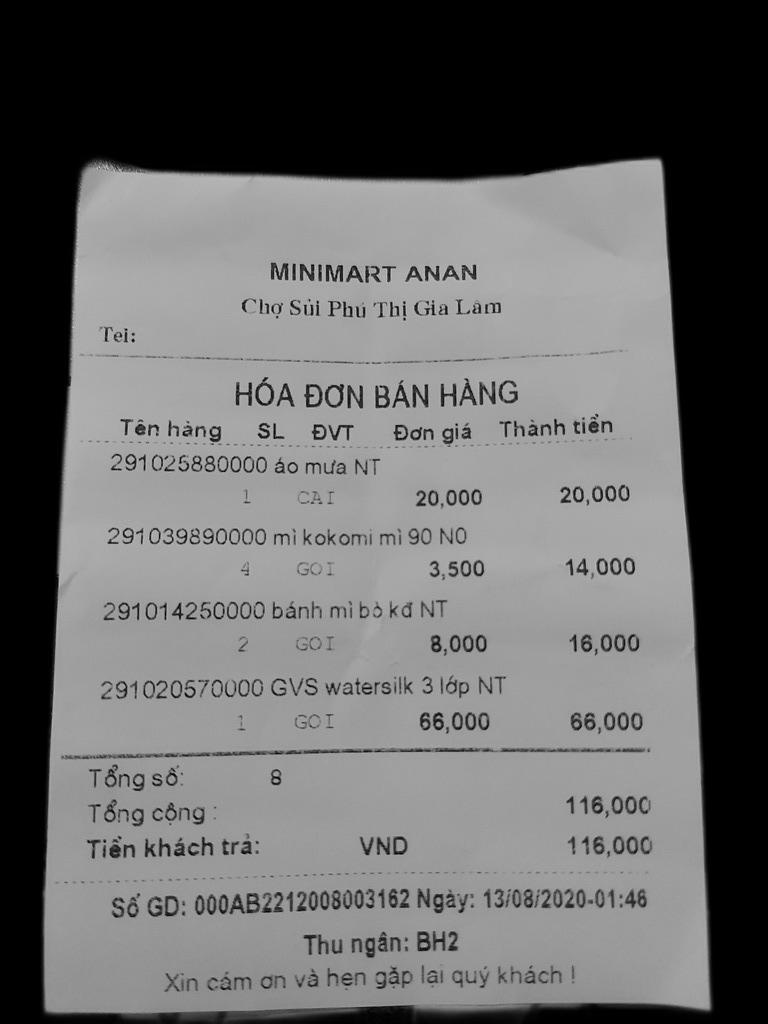 MINIMART ANAN
Chợ Sủi Phú Thị Gia Lâm
Tei:
HÓA ĐƠN BÁN HÀNG
Tên hàng SL ĐVT Đơn giá Thành tiền
291025880000 áo mưa NT
1 CAI 20,000 20,000
291039890000 mì kokomi mì 90 N0
4 GOI 3,500 14,000
291014250000 bánh mì bò kđ NT
2 GOI 8,000 16,000
291020570000 GVS watersilk 3 lớp NT
1 GOI 66,000 66,000
Tổng số: 8
Tổng cộng : 116,000
Tiền khách trả: VND 116,000
Số GD: 000AB2212008003162 Ngày: 13/08/2020-01:46
Thu ngân: BH2
Xin cám ơn và hẹn gặp lại quý khách !